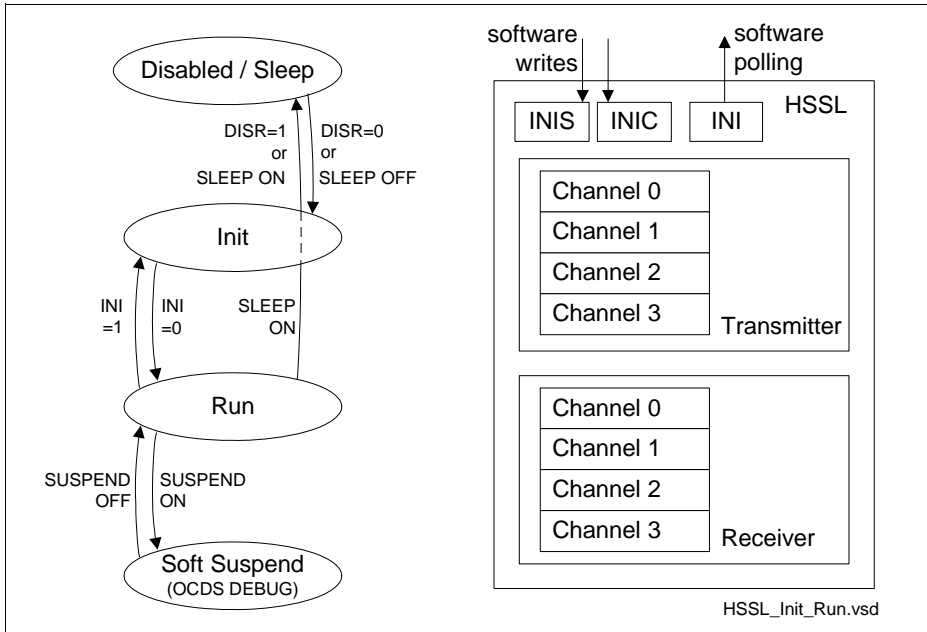 Disabled / Sleep
DISR=1
or
SLEEP ON
DISR=0
or
SLEEP OFF
Init
INI
=1
INI
=0
SLEEP
ON
Run
SUSPEND
OFF
SUSPEND
ON
Soft Suspend
(OCDS DEBUG)
software
writes
software
polling
HSSL
INIS
INIC
INI
Channel 0
Channel 1
Channel 2
Channel 3
Transmitter
Channel 0
Channel 1
Channel 2
Channel 3
Receiver
HSSL_Init_Run.vsd